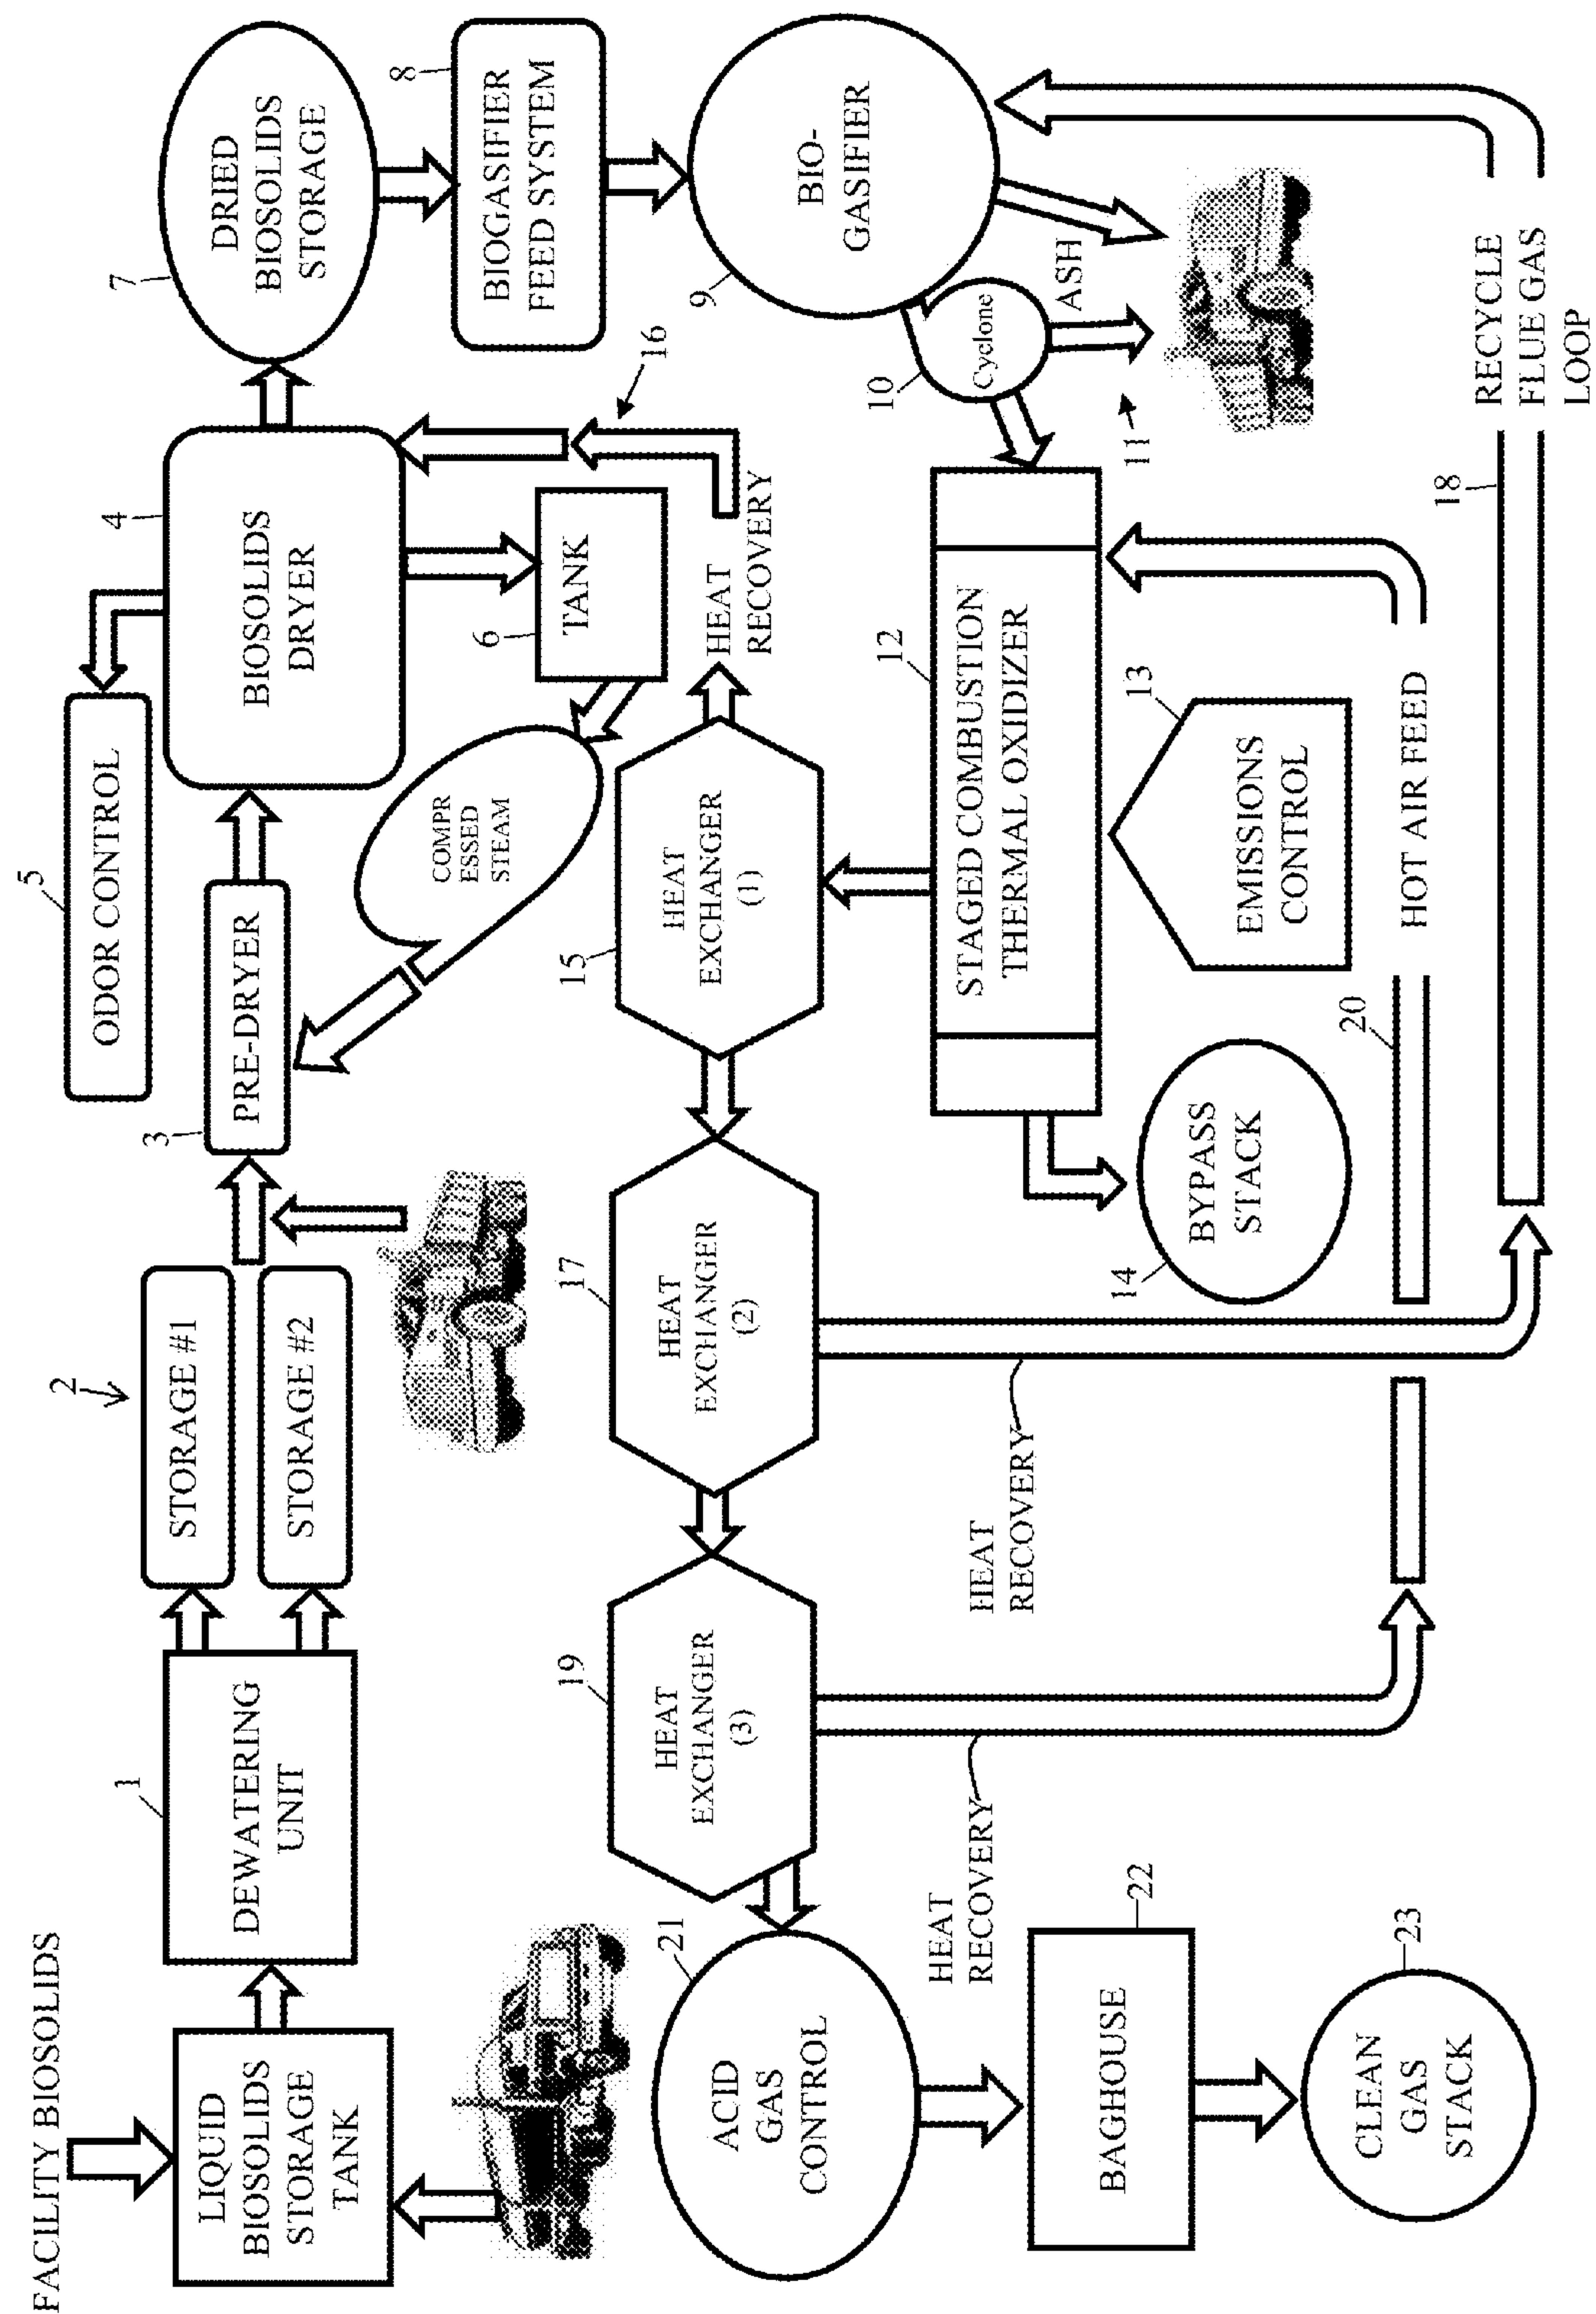 FACILITY BIOSOLIDS
LIQUID
BIOSOLIDS
STORAGE
TANK
1
DEWATERING
UNIT
2
STORAGE #1
STORAGE #2
3
PRE-DRYER
5
ODOR CONTROL
4
BIOSOLIDS
DRYER
7
DRIED
BIOSOLIDS
STORAGE
8
BIOGASIFIER
FEED SYSTEM
6
TANK
COMPR
ESSED
STEAM
16
HEAT
RECOVERY
9
BIO-
GASIFIER
10
Cyclone
ASH
11
12
STAGED COMBUSTION
THERMAL OXIDIZER
13
EMISSIONS
CONTROL
14
BYPASS
STACK
15
HEAT
EXCHANGER
(1)
17
HEAT
EXCHANGER
(2)
HEAT
RECOVERY
19
HEAT
EXCHANGER
(3)
HEAT
RECOVERY
20
HOT AIR FEED
18
RECYCLE
FLUE GAS
LOOP
21
ACID
GAS
CONTROL
22
BAGHOUSE
23
CLEAN
GAS
STACK